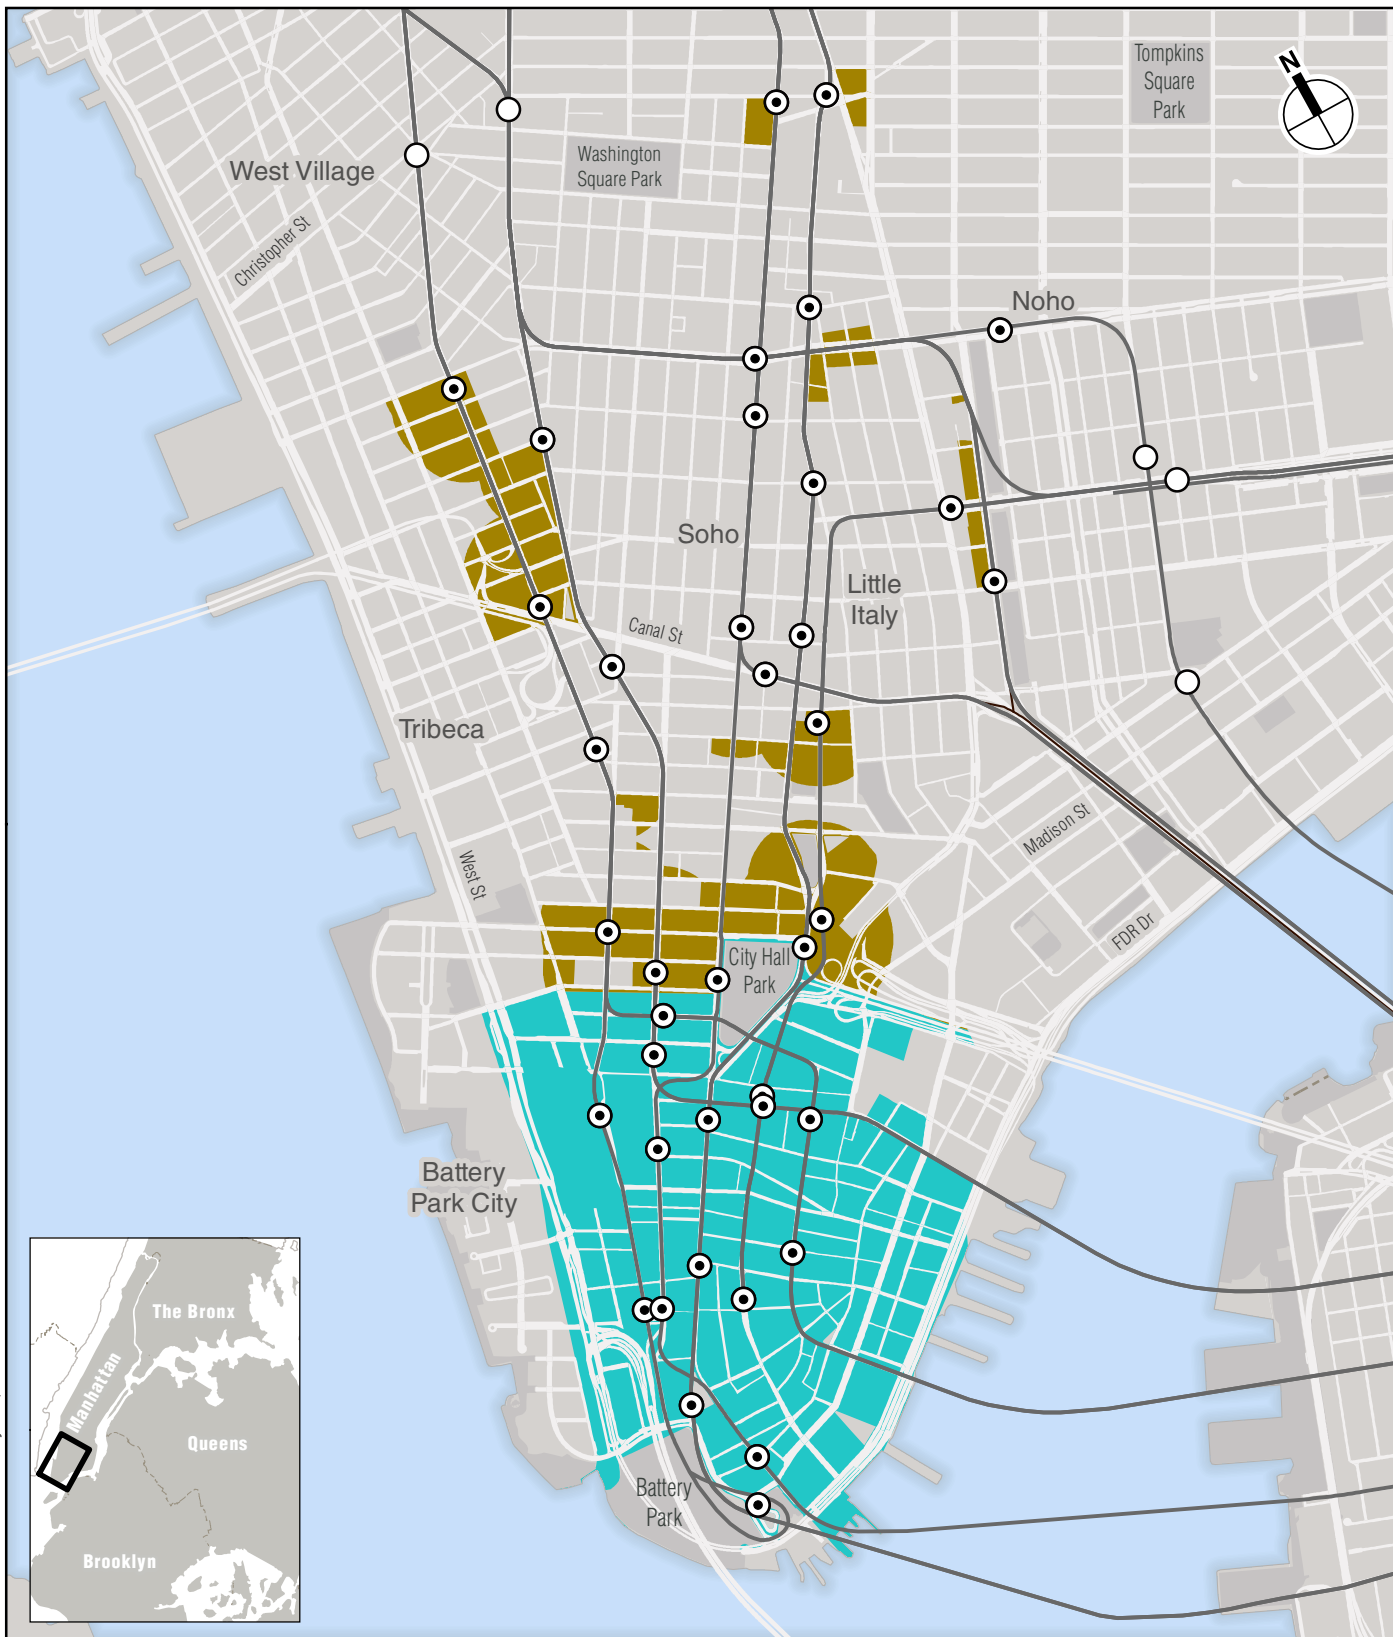 Tompkins
Square
Park
N
Washington
Square Park
West Village
Christopher St
Noho
Soho
Little
Italy
Canal St
Tribeca
Madison St
West St
FDR Dr
City Hall
Park
Battery
Park City
The Bronx
Manhattan
Queens
Brooklyn
Battery
Park